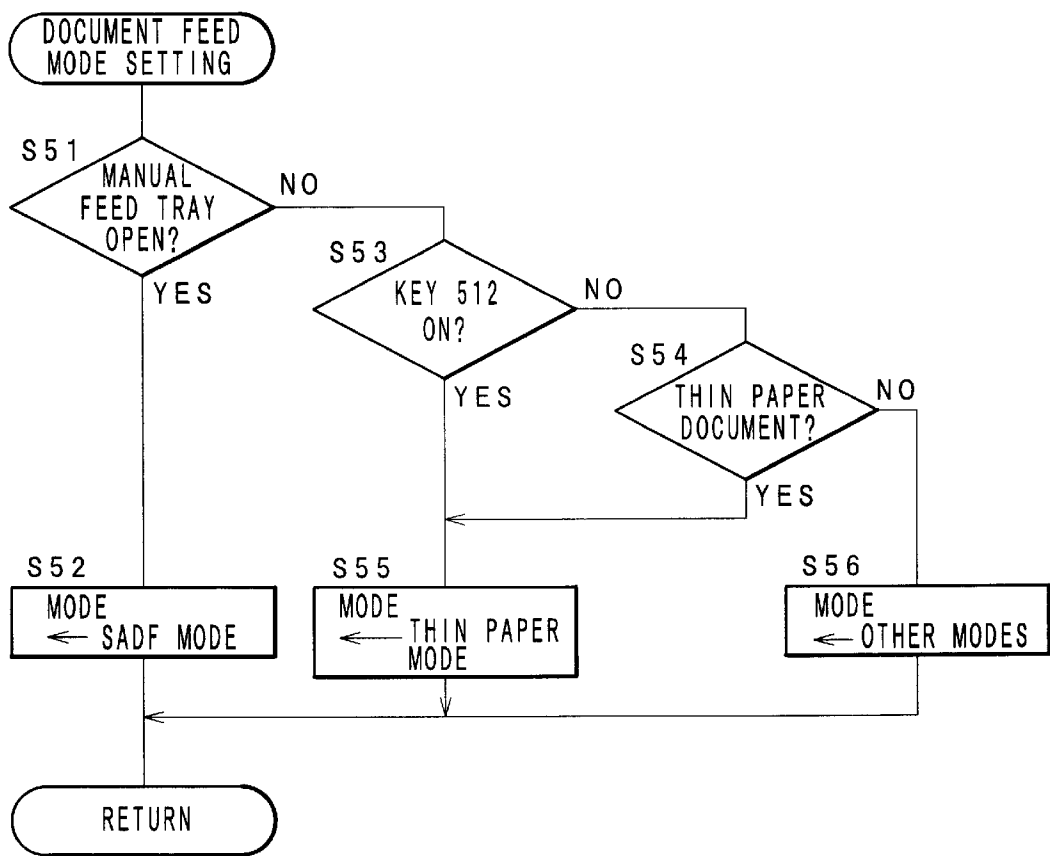 DOCUMENT FEED
MODE SETTING
S51
MANUAL
FEED TRAY
OPEN?
NO
YES
S53
KEY 512
ON?
NO
YES
S54
THIN PAPER
DOCUMENT?
NO
YES
S52
MODE
← SADF MODE
S55
MODE
← THIN PAPER
MODE
S56
MODE
← OTHER MODES
RETURN